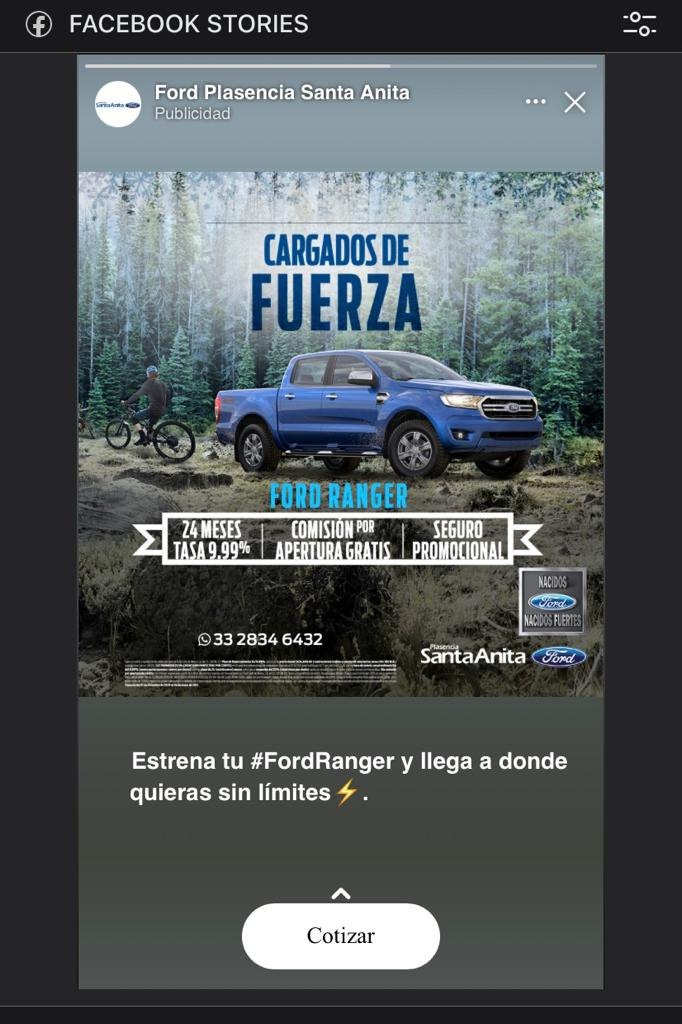 FACEBOOK STORIES
Ford Plasencia Santa Anita
Publicidad
SantaAnita Ford
CARGADOS DE
FUERZA
FORD RANGER
24 MESES
TASA 9.99%
COMISIÓN POR
APERTURA GRATIS
SEGURO
PROMOCIONAL
NACIDOS
Ford
NACIDOS FUERTES
33 2834 6432
Plasencia
SantaAnita Ford
Estrena tu #FordRanger y llega a donde
quieras sin límites⚡.
Cotizar